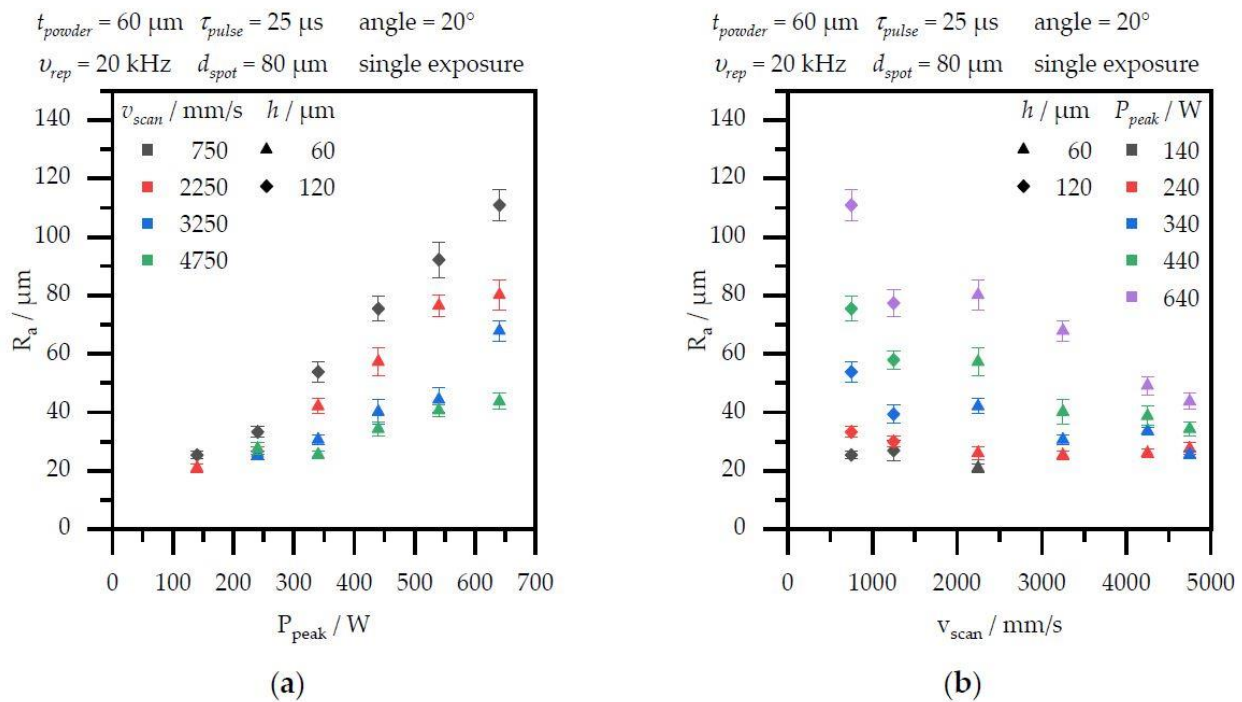 t_powder = 60 µm τ_pulse = 25 µs angle = 20°
υ_rep = 20 kHz d_spot = 80 µm single exposure
v_scan / mm/s h / µm
750 60
2250 120
3250
4750
R_a / µm
140
120
100
80
60
40
20
0
0 100 200 300 400 500 600 700
P_peak / W
(a)
t_powder = 60 µm τ_pulse = 25 µs angle = 20°
υ_rep = 20 kHz d_spot = 80 µm single exposure
h / µm P_peak / W
60 140
120 240
340
440
640
R_a / µm
140
120
100
80
60
40
20
0
0 1000 2000 3000 4000 5000
v_scan / mm/s
(b)